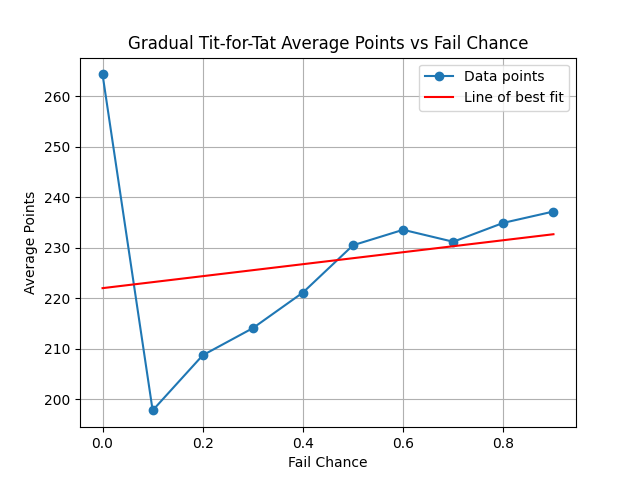 Gradual Tit-for-Tat Average Points vs Fail Chance
Data points
Line of best fit
260
250
240
230
220
210
200
Average Points
0.0 0.2 0.4 0.6 0.8
Fail Chance